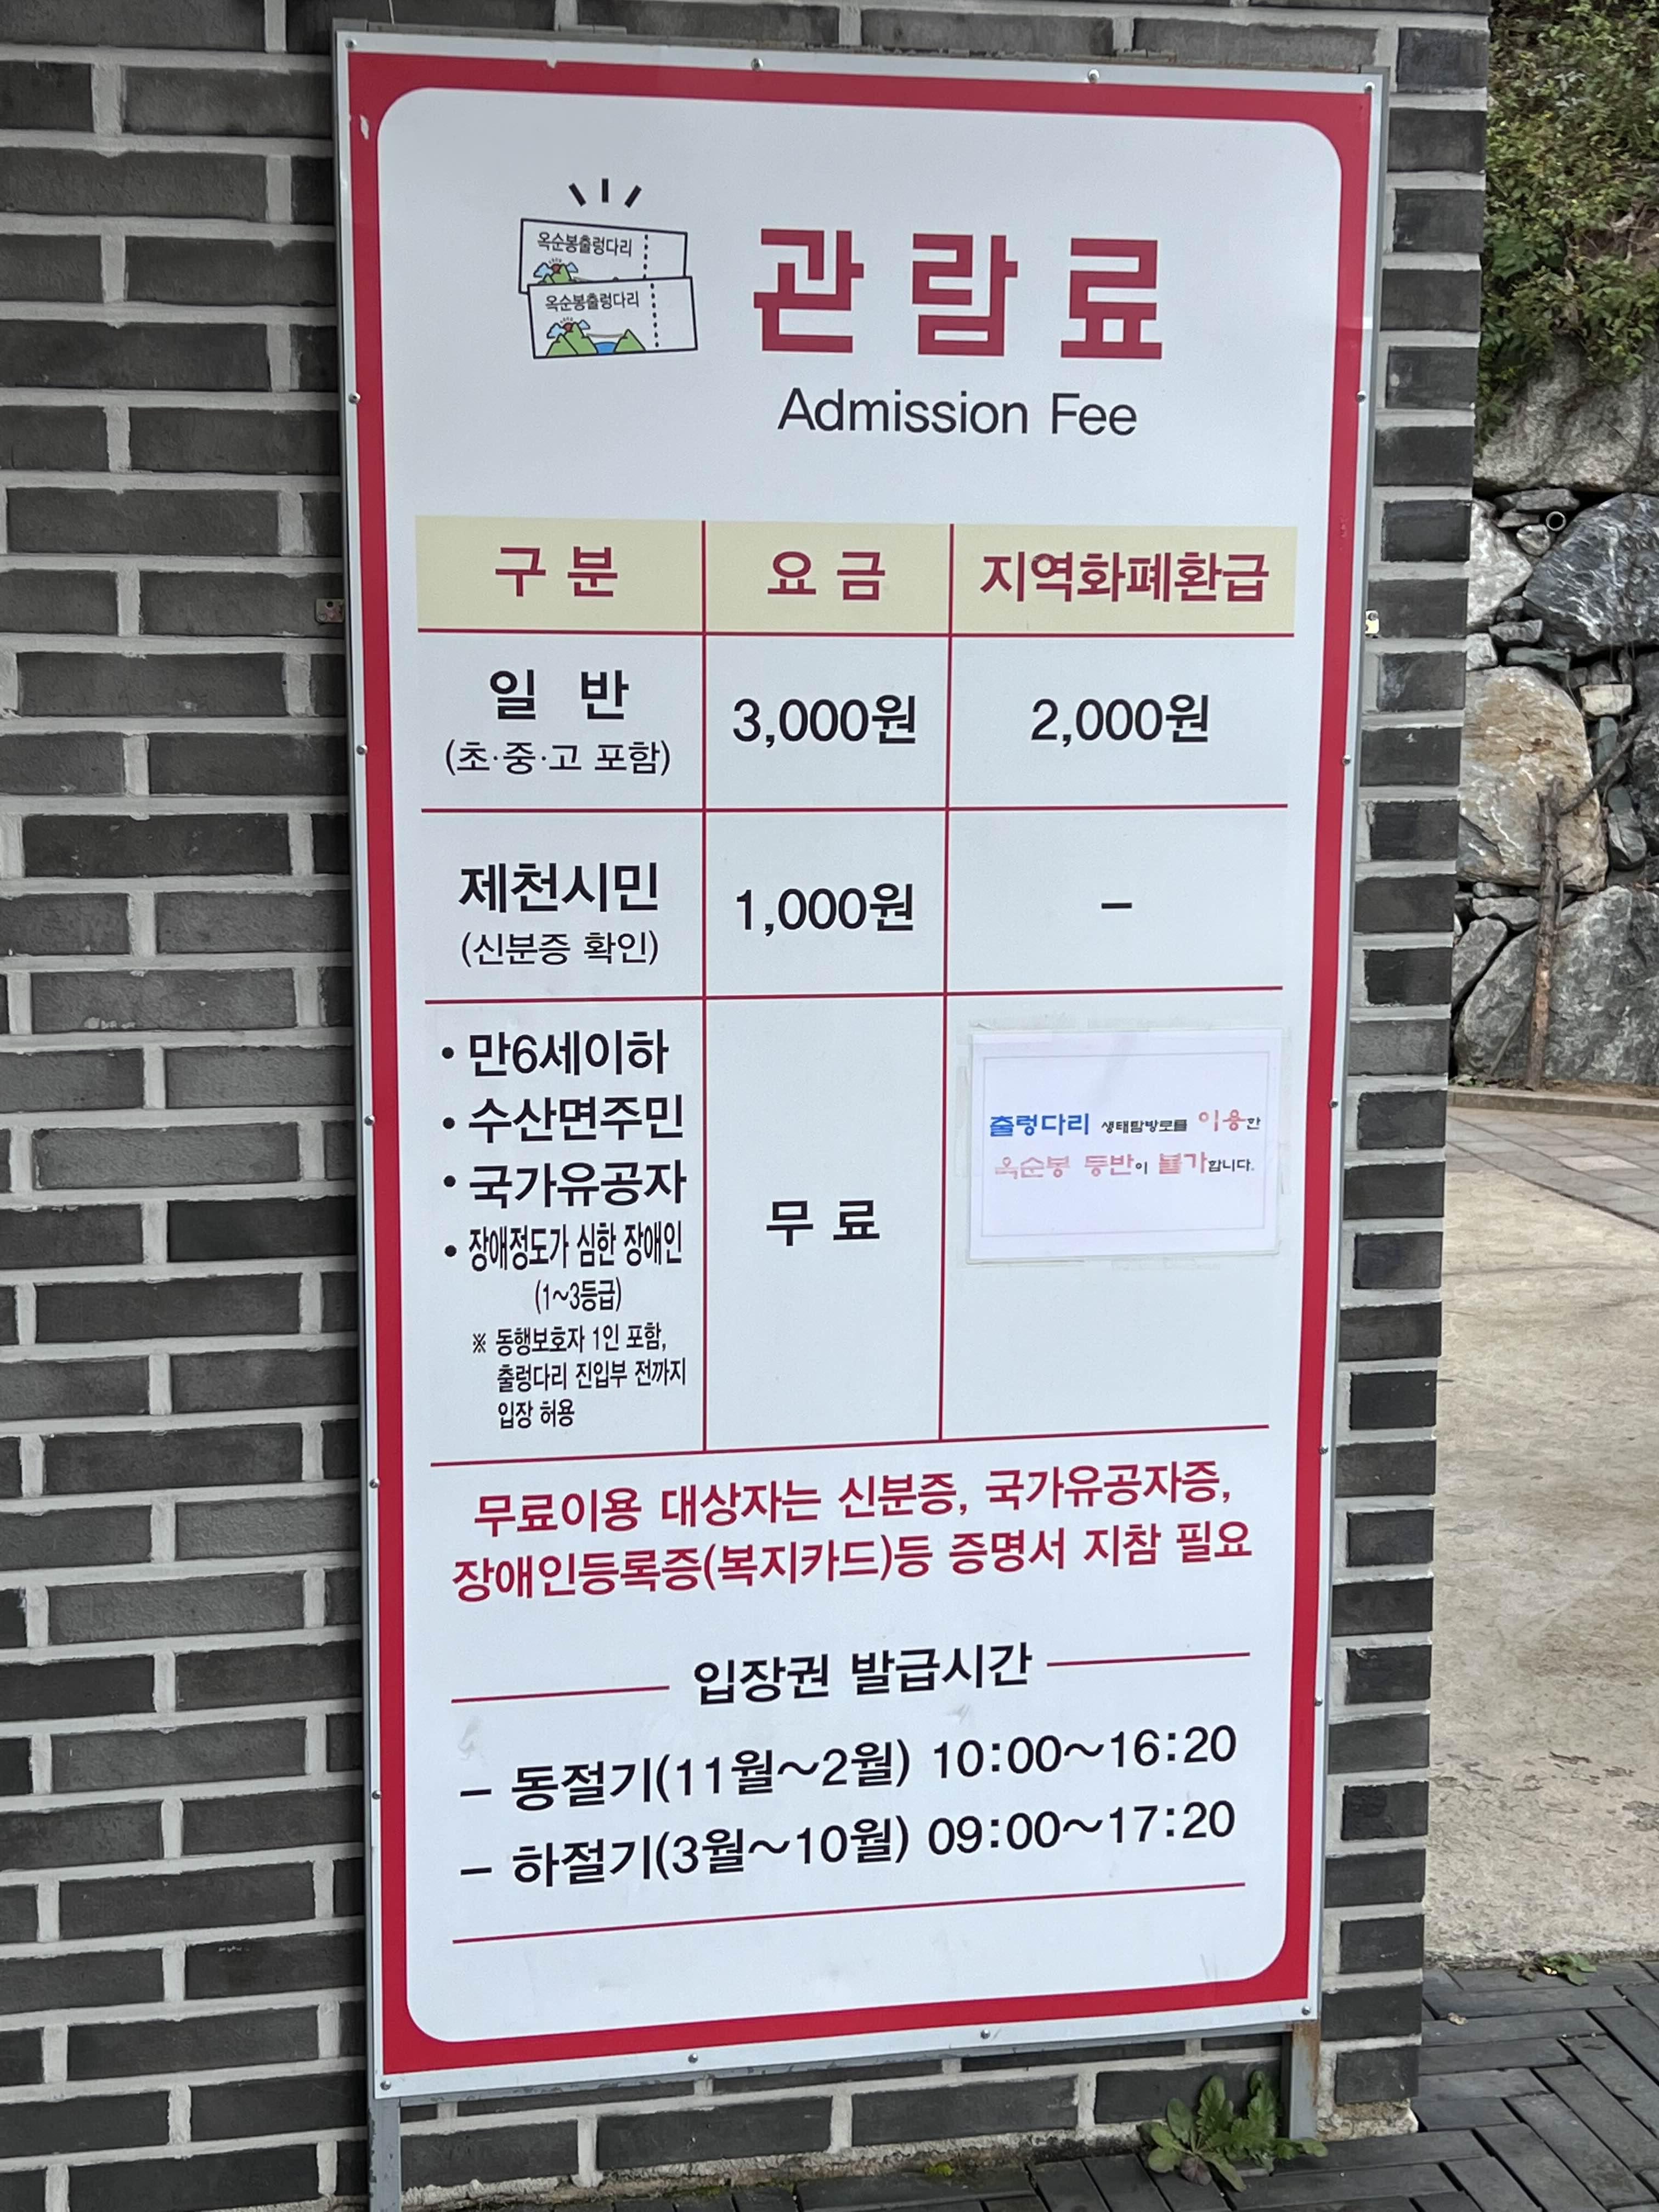 옥순봉출렁다리
옥순봉출렁다리
관람료
Admission Fee
구분 요금 지역화폐환급
일 반
(초·중·고 포함)
3,000원 2,000원
제천시민
(신분증 확인)
1,000원 –
• 만6세이하
• 수산면주민
• 국가유공자
• 장애정도가 심한 장애인
(1~3등급)
※ 동행보호자 1인 포함,
출렁다리 진입부 전까지
입장 허용
무 료
출렁다리 생태탐방로를 이용한
옥순봉 등반이 불가합니다.
무료이용 대상자는 신분증, 국가유공자증,
장애인등록증(복지카드)등 증명서 지참 필요
입장권 발급시간
– 동절기(11월~2월) 10:00~16:20
– 하절기(3월~10월) 09:00~17:20